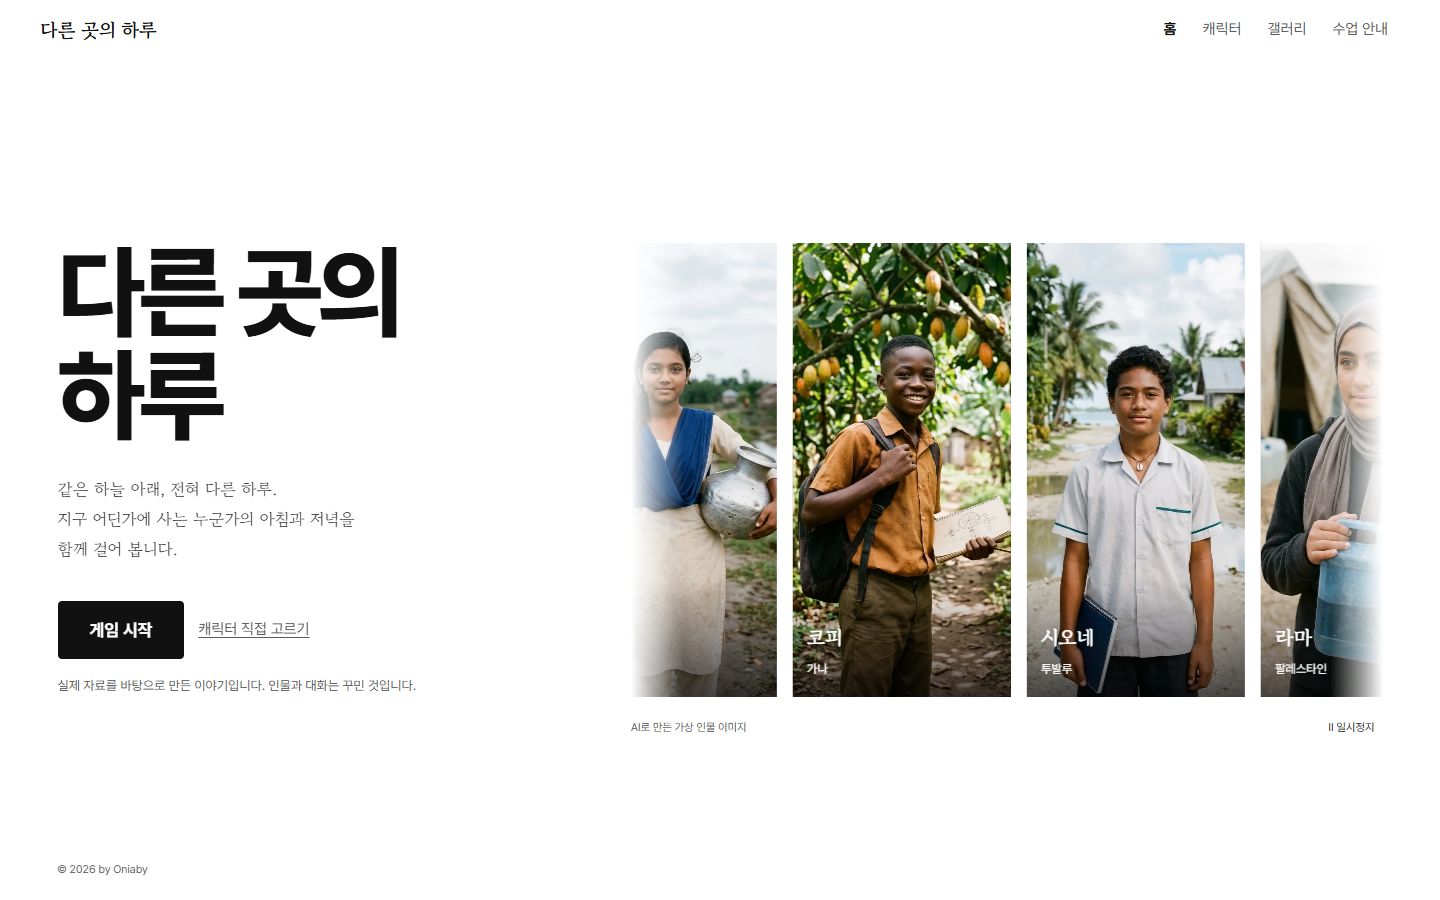 다른 곳의 하루
홈 캐릭터 갤러리 수업 안내
다른 곳의
하루
같은 하늘 아래, 전혀 다른 하루.
지구 어딘가에 사는 누군가의 아침과 저녁을
함께 걸어 봅니다.
게임 시작 캐릭터 직접 고르기
실제 자료를 바탕으로 만든 이야기입니다. 인물과 대화는 꾸민 것입니다.
코피
가나
시오네
투발루
라마
팔레스타인
AI로 만든 가상 인물 이미지
II 일시정지
© 2026 by Oniaby